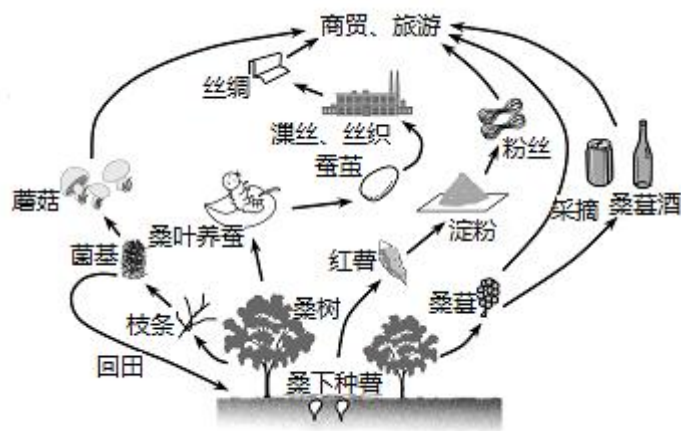 商贸、旅游
丝绸
缫丝、丝织
粉丝
蚕茧
蘑菇
采摘
桑葚酒
桑叶养蚕
淀粉
菌基
红苕
桑树
桑葚
枝条
回田
桑下种苕